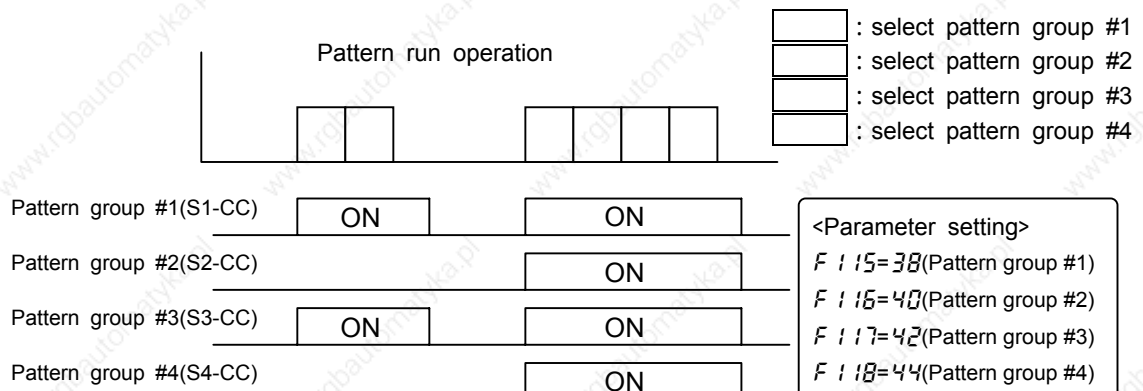 : select pattern group #1
Pattern run operation
: select pattern group #2
: select pattern group #3
: select pattern group #4
Pattern group #1(S1-CC)
ON
ON
<Parameter setting>
F115=38(Pattern group #1)
Pattern group #2(S2-CC)
ON
F116=40(Pattern group #2)
Pattern group #3(S3-CC)
ON
ON
F117=42(Pattern group #3)
Pattern group #4(S4-CC)
ON
F118=44(Pattern group #4)
www.rgbautomatyka.pl